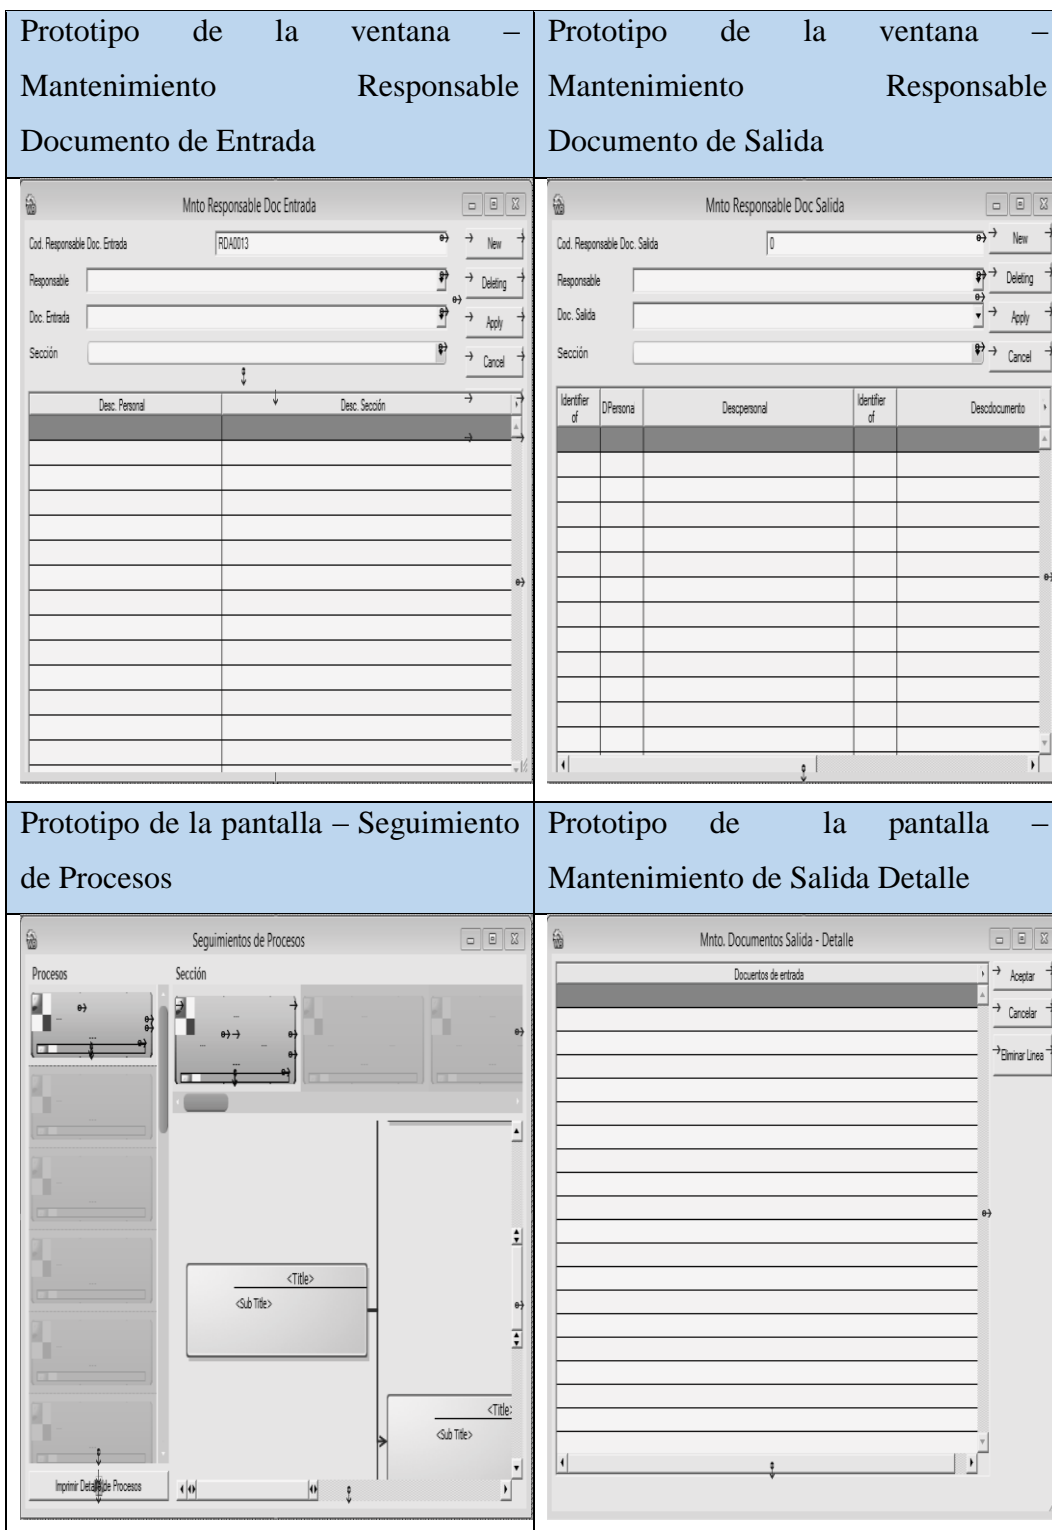 Prototipo de la ventana –
Mantenimiento Responsable
Documento de Entrada
Prototipo de la ventana –
Mantenimiento Responsable
Documento de Salida
Mnto Responsable Doc Entrada
Cod. Responsable Doc. Entrada
RDA0013
New
Responsable
Deleting
Doc. Entrada
Apply
Sección
Cancel
Desc. Personal
Desc. Sección
Mnto Responsable Doc Salida
Cod. Responsable Doc. Salida
0
New
Responsable
Deleting
Doc. Salida
Apply
Sección
Cancel
Identifier
of
DPersona
Descpersonal
Identifier
of
Descdocumento
Prototipo de la pantalla – Seguimiento
de Procesos
Prototipo de la pantalla –
Mantenimiento de Salida Detalle
Seguimientos de Procesos
Procesos
Sección
<Title>
<Sub Title>
<Title>
<Sub Title>
Imprimir Detalle de Procesos
Mnto. Documentos Salida - Detalle
Docuentos de entrada
Aceptar
Cancelar
Eliminar Linea